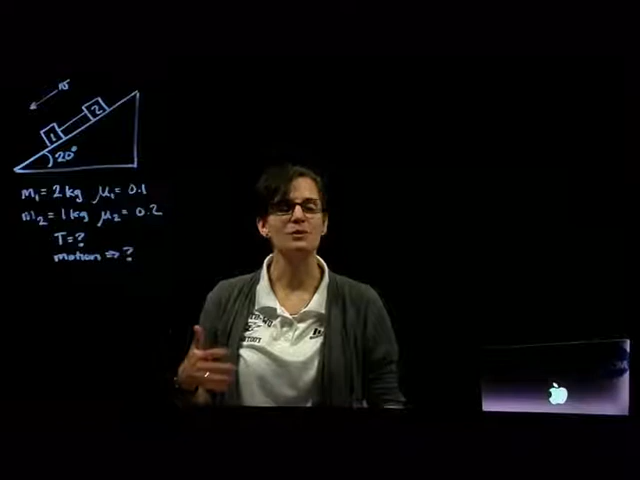 v
1 2
20°
m₁ = 2 kg μ₁ = 0.1
m₂ = 1 kg μ₂ = 0.2
T = ?
motion ⇒ ?